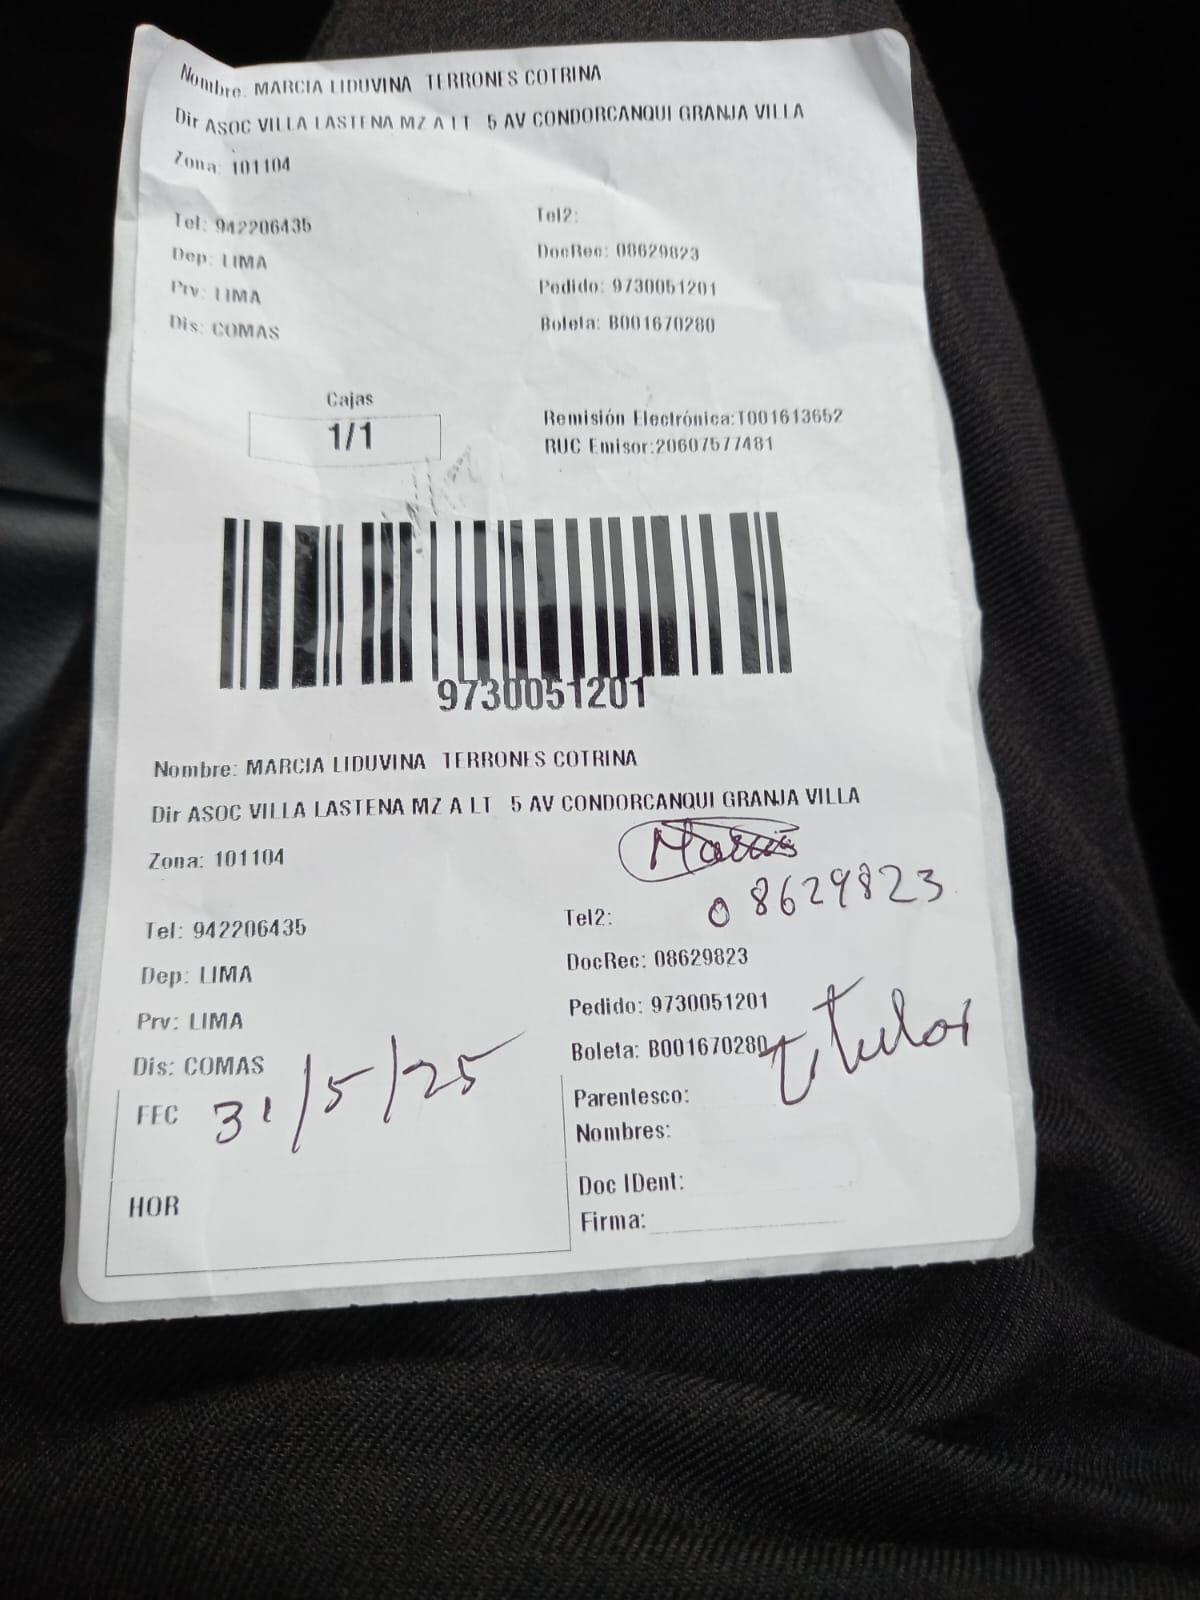 Nombre: MARCIA LIDUVINA TERRONES COTRINA
Dir ASOC VILLA LASTENA MZ A LT 5 AV CONDORCANQUI GRANJA VILLA
Zona: 101104
Tel: 942206435 Tel2:
Dep: LIMA DocRec: 08629823
Prv: LIMA Pedido: 9730051201
Dis: COMAS Boleta: B001670280
Cajas
1/1
Remisión Electrónica:T001613652
RUC Emisor:20607577481
9730051201
Nombre: MARCIA LIDUVINA TERRONES COTRINA
Dir ASOC VILLA LASTENA MZ A LT 5 AV CONDORCANQUI GRANJA VILLA
Zona: 101104
08629823
Tel: 942206435 Tel2:
Dep: LIMA DocRec: 08629823
Prv: LIMA Pedido: 9730051201
Dis: COMAS Boleta: B001670280
titular
FEC 31/5/25 Parentesco:
Nombres:
HOR Doc IDent:
Firma: